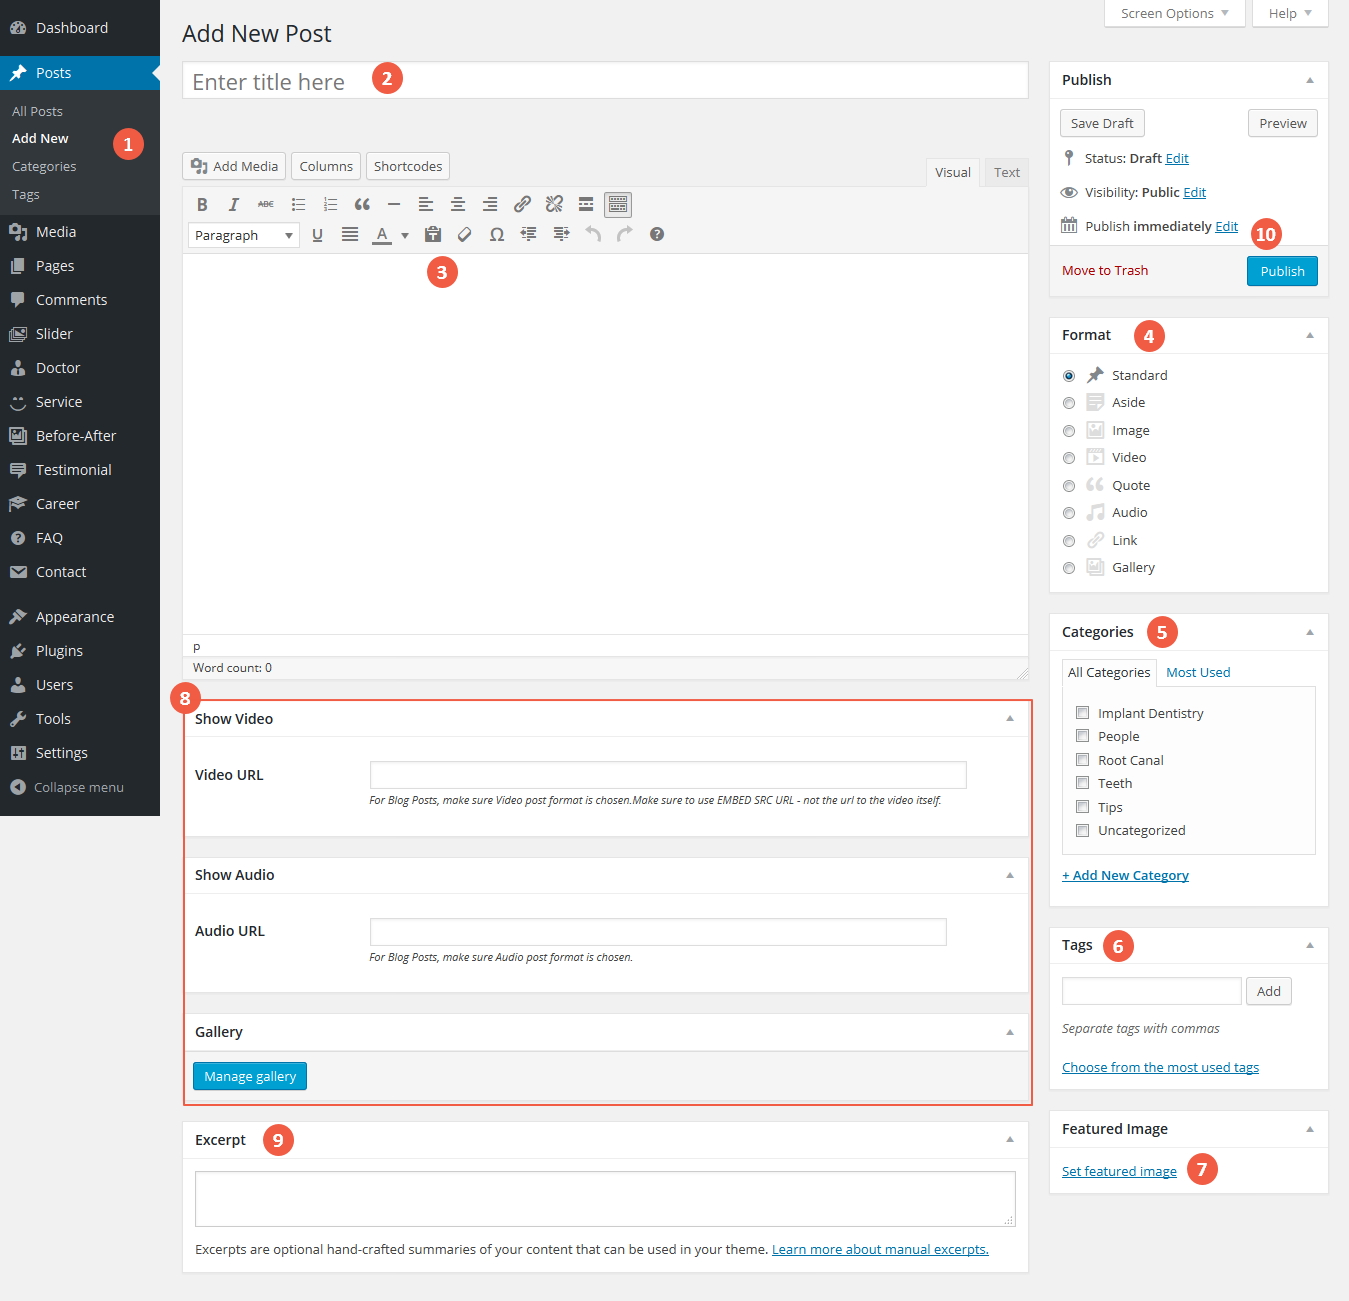 Dashboard
Posts
All Posts
Add New
1
Categories
Tags
Media
Pages
Comments
Slider
Doctor
Service
Before-After
Testimonial
Career
FAQ
Contact
Appearance
Plugins
Users
Tools
Settings
Collapse menu
Screen Options
Help
Add New Post
Enter title here
2
Add Media
Columns
Shortcodes
Visual
Text
B I ABC
Paragraph
U A T Ω ?
3
p
Word count: 0
8
Show Video
Video URL
For Blog Posts, make sure Video post format is chosen.Make sure to use EMBED SRC URL - not the url to the video itself.
Show Audio
Audio URL
For Blog Posts, make sure Audio post format is chosen.
Gallery
Manage gallery
Excerpt
9
Excerpts are optional hand-crafted summaries of your content that can be used in your theme. Learn more about manual excerpts.
Publish
Save Draft
Preview
Status: Draft Edit
Visibility: Public Edit
Publish immediately Edit
10
Move to Trash
Publish
Format
4
Standard
Aside
Image
Video
Quote
Audio
Link
Gallery
Categories
5
All Categories
Most Used
Implant Dentistry
People
Root Canal
Teeth
Tips
Uncategorized
+ Add New Category
Tags
6
Add
Separate tags with commas
Choose from the most used tags
Featured Image
Set featured image
7